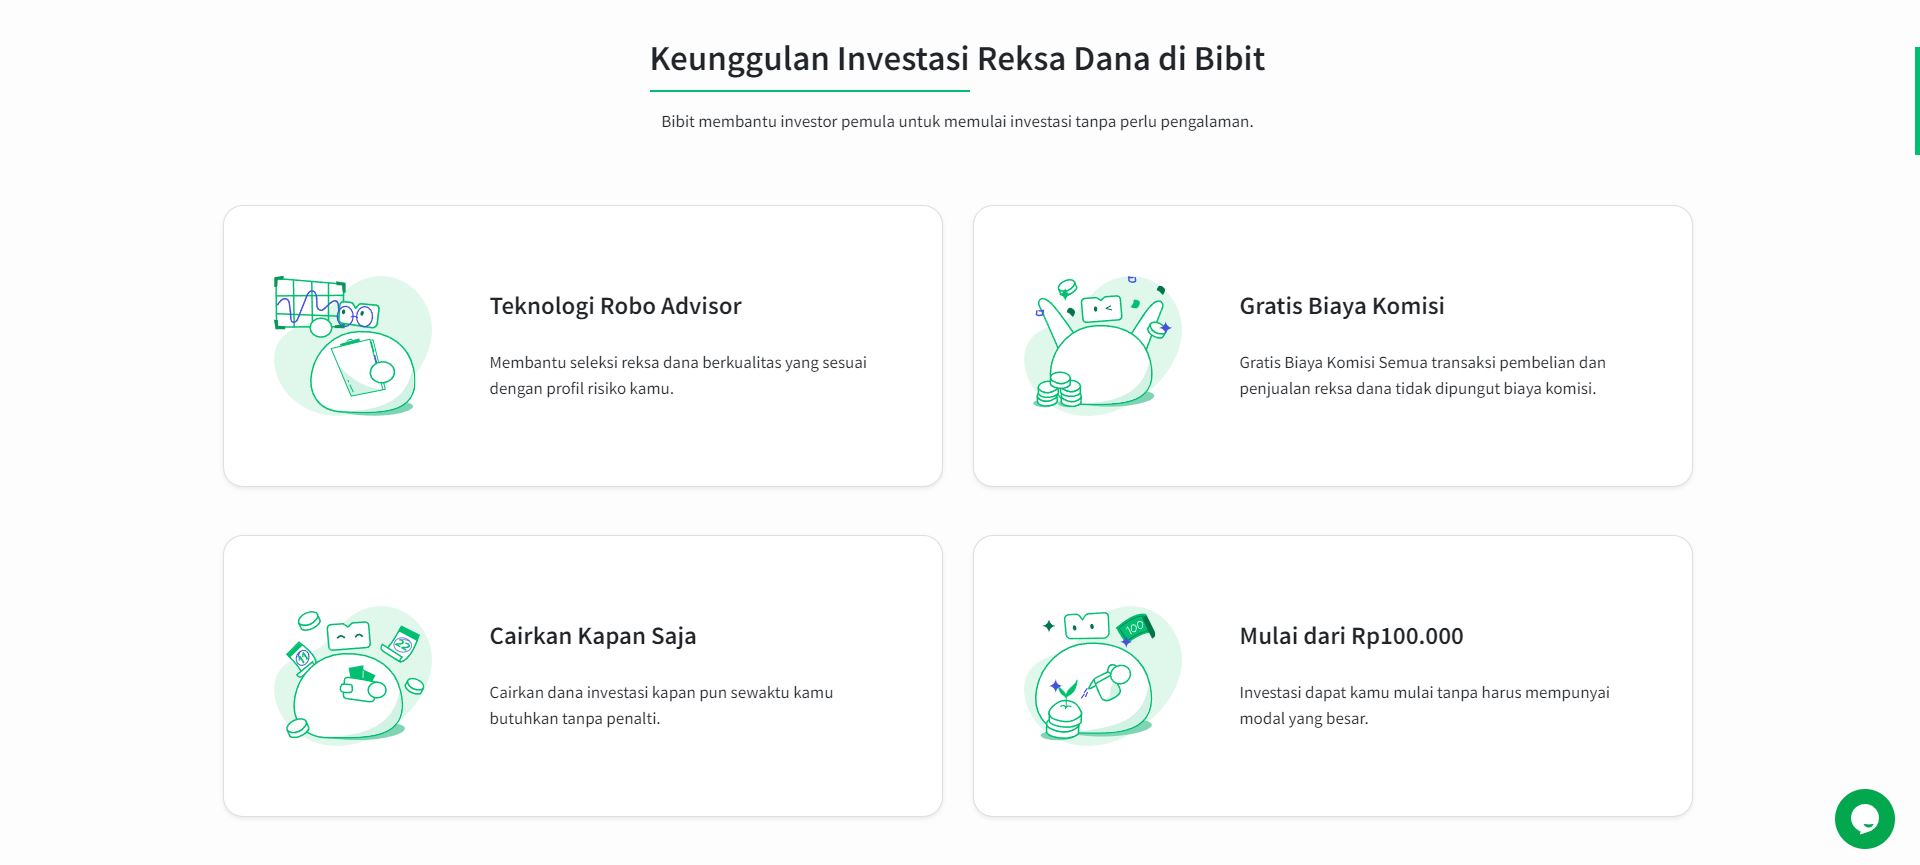 Keunggulan Investasi Reksa Dana di Bibit
Bibit membantu investor pemula untuk memulai investasi tanpa perlu pengalaman.
Teknologi Robo Advisor
Membantu seleksi reksa dana berkualitas yang sesuai
dengan profil risiko kamu.
Gratis Biaya Komisi
Gratis Biaya Komisi Semua transaksi pembelian dan
penjualan reksa dana tidak dipungut biaya komisi.
11
22
Cairkan Kapan Saja
Cairkan dana investasi kapan pun sewaktu kamu
butuhkan tanpa penalti.
100
Mulai dari Rp100.000
Investasi dapat kamu mulai tanpa harus mempunyai
modal yang besar.